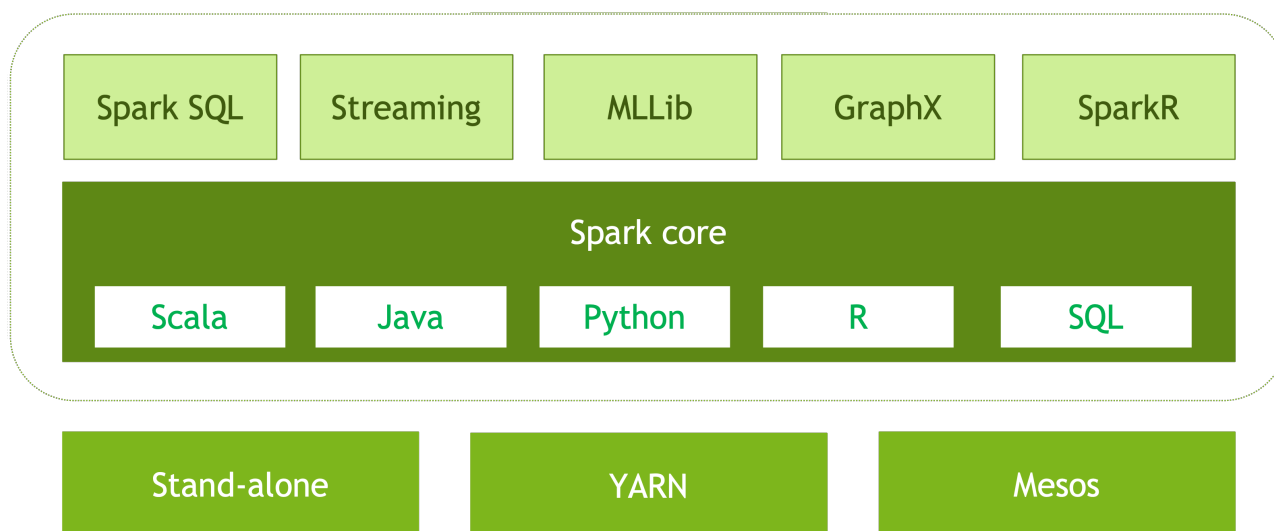 Spark SQL
Streaming
MLLib
GraphX
SparkR
Spark core
Scala
Java
Python
R
SQL
Stand-alone
YARN
Mesos